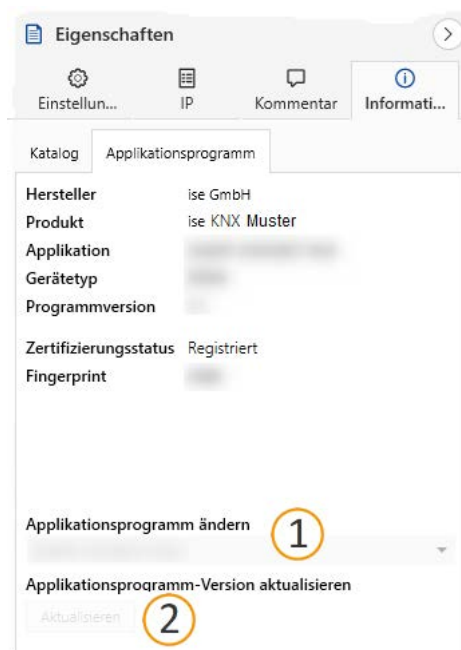 Eigenschaften
Einstellun... IP Kommentar Informati...
Katalog Applikationsprogramm
Hersteller ise GmbH
Produkt ise KNX Muster
Applikation
Gerätetyp
Programmversion
Zertifizierungsstatus Registriert
Fingerprint
Applikationsprogramm ändern 1
Applikationsprogramm-Version aktualisieren
Aktualisieren 2